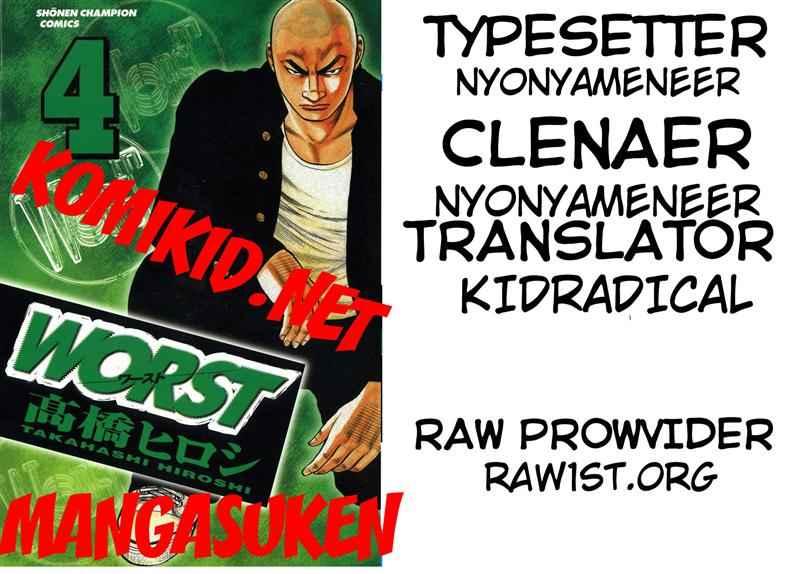 SHŌNEN CHAMPION
COMICS
4
KOMIKID.NET
WORST
ワースト
髙橋ヒロシ
TAKAHASHI HIROSHI
MANGASUKEN
TYPESETTER
NYONYAMENEER
CLENAER
NYONYAMENEER
TRANSLATOR
KIDRADICAL
RAW PROWVIDER
RAW1ST.ORG